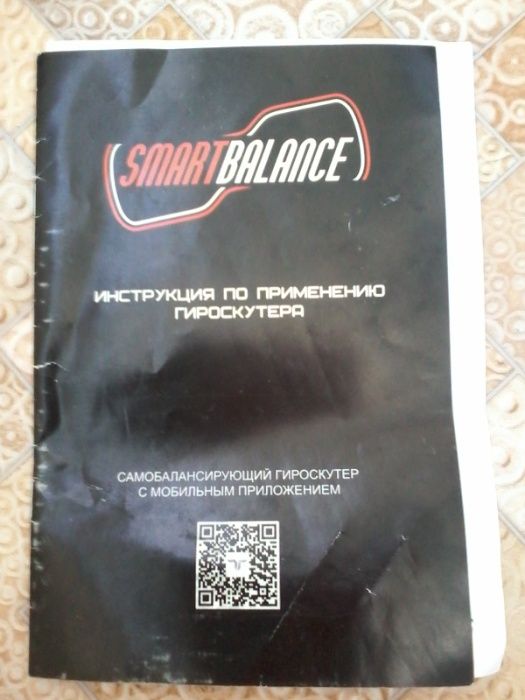 SMARTBALANCE
ИНСТРУКЦИЯ ПО ПРИМЕНЕНИЮ
ГИРОСКУТЕРА
САМОБАЛАНСИРУЮЩИЙ ГИРОСКУТЕР
С МОБИЛЬНЫМ ПРИЛОЖЕНИЕМ